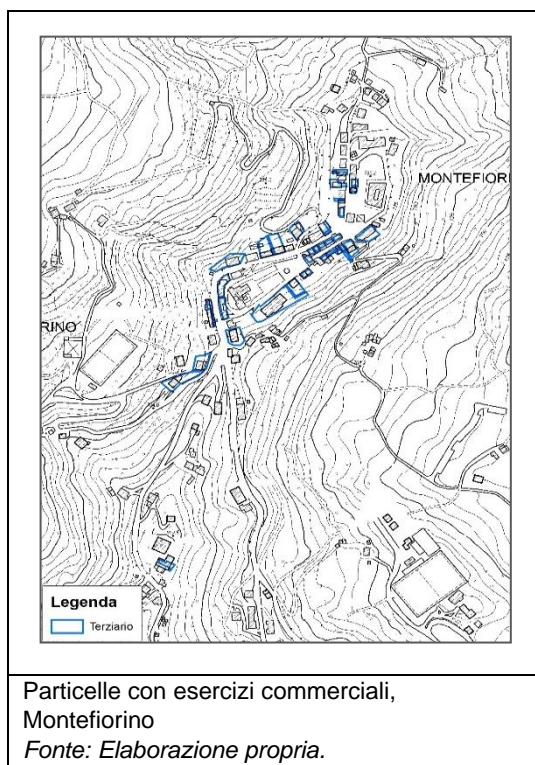 MONTEFIORI
RINO
Legenda
Terziario
Particelle con esercizi commerciali,
Montefiorino
Fonte: Elaborazione propria.